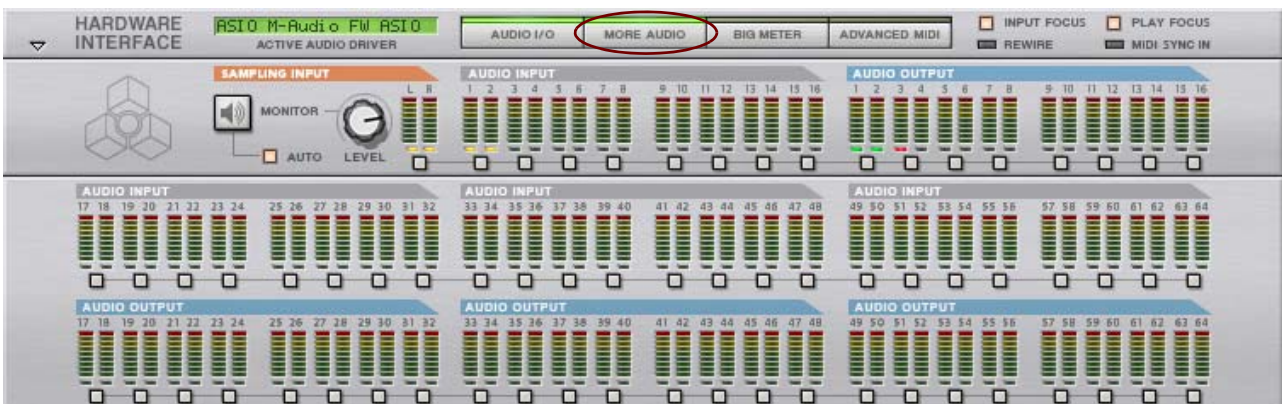 HARDWARE INTERFACE
ASIO M-Audio FW ASIO
ACTIVE AUDIO DRIVER
AUDIO I/O MORE AUDIO BIG METER ADVANCED MIDI
INPUT FOCUS PLAY FOCUS
REWIRE MIDI SYNC IN
SAMPLING INPUT AUDIO INPUT AUDIO OUTPUT
L R 1 2 3 4 5 6 7 8 9 10 11 12 13 14 15 16 1 2 3 4 5 6 7 8 9 10 11 12 13 14 15 16
MONITOR
AUTO LEVEL
AUDIO INPUT AUDIO INPUT AUDIO INPUT
17 18 19 20 21 22 23 24 25 26 27 28 29 30 31 32 33 34 35 36 37 38 39 40 41 42 43 44 45 46 47 48 49 50 51 52 53 54 55 56 57 58 59 60 61 62 63 64
AUDIO OUTPUT AUDIO OUTPUT AUDIO OUTPUT
17 18 19 20 21 22 23 24 25 26 27 28 29 30 31 32 33 34 35 36 37 38 39 40 41 42 43 44 45 46 47 48 49 50 51 52 53 54 55 56 57 58 59 60 61 62 63 64